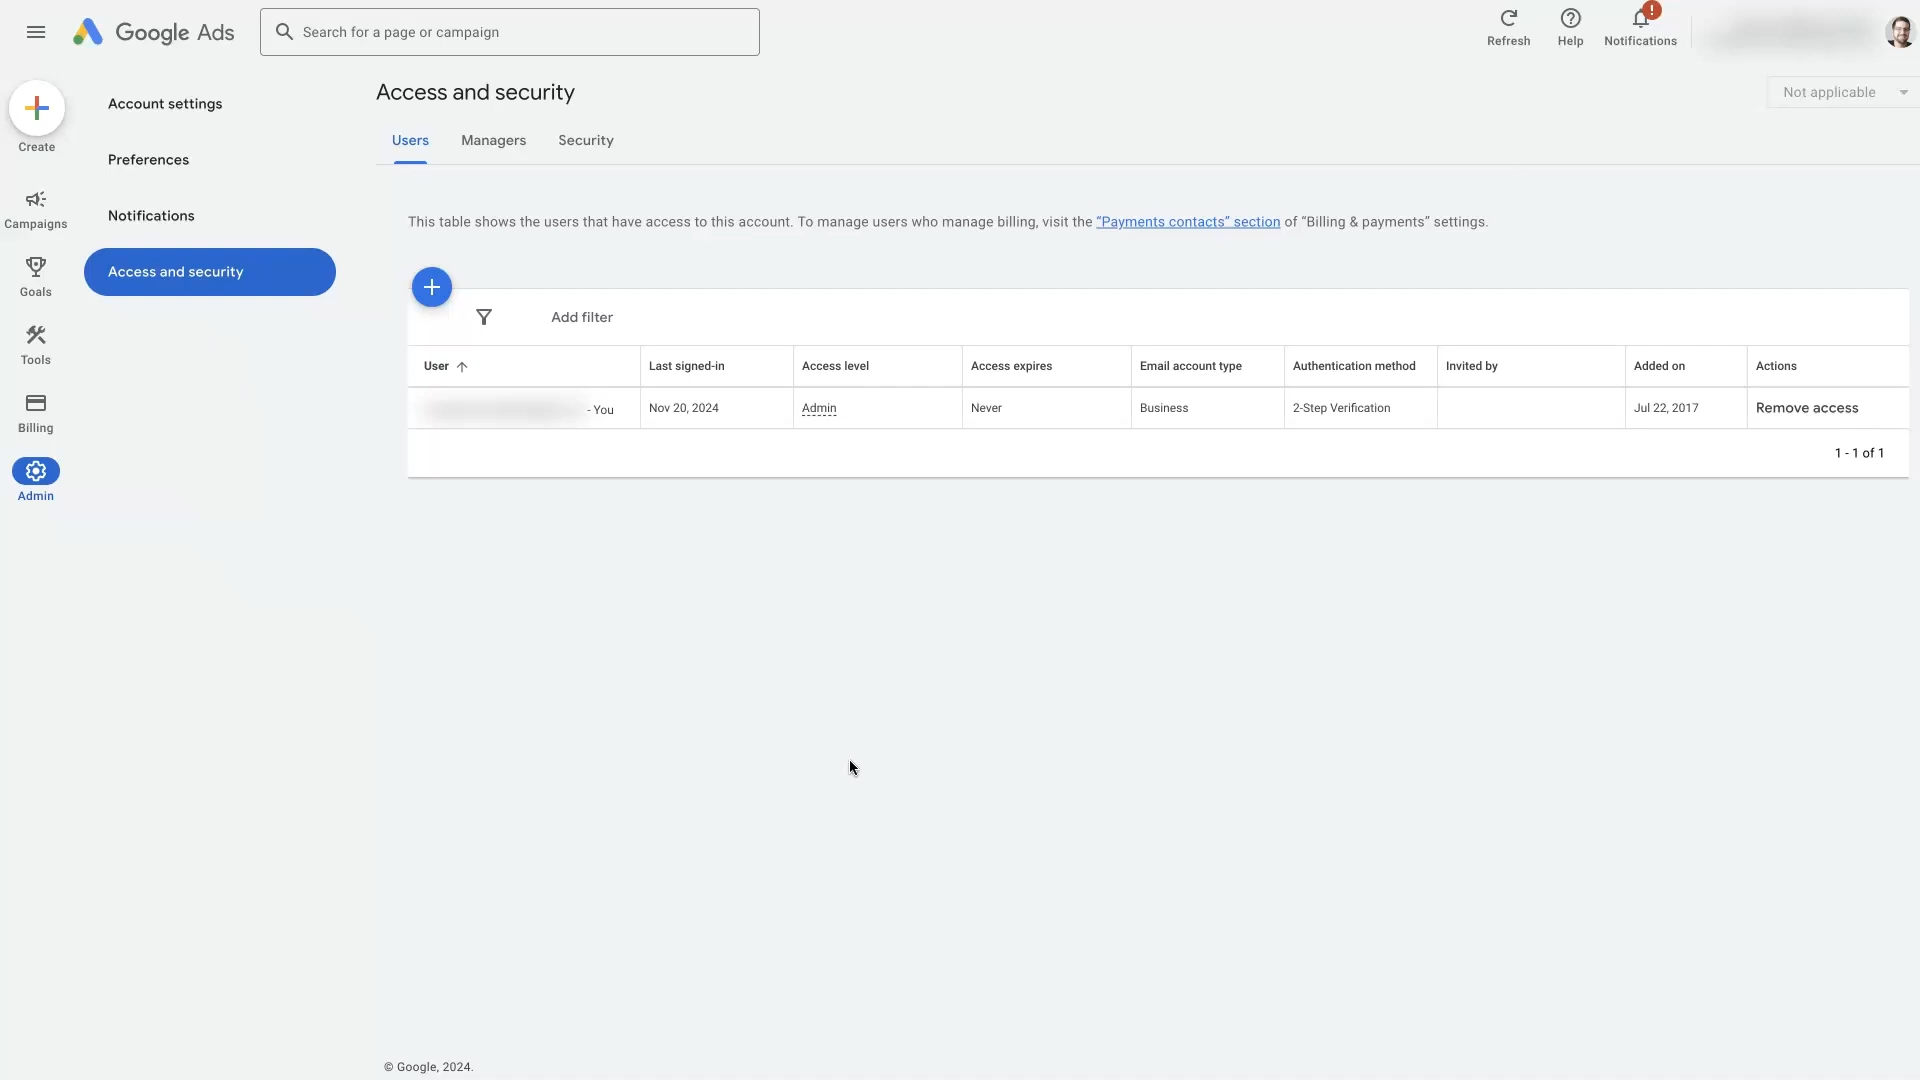 Google Ads
Search for a page or campaign
Refresh
Help
!
Notifications
Create
Campaigns
Goals
Tools
Billing
Admin
Account settings
Preferences
Notifications
Access and security
Access and security
Not applicable
Users Managers Security
This table shows the users that have access to this account. To manage users who manage billing, visit the “Payments contacts” section of “Billing & payments” settings.
Add filter
User Last signed-in Access level Access expires Email account type Authentication method Invited by Added on Actions
- You Nov 20, 2024 Admin Never Business 2-Step Verification Jul 22, 2017 Remove access
1 - 1 of 1
© Google, 2024.